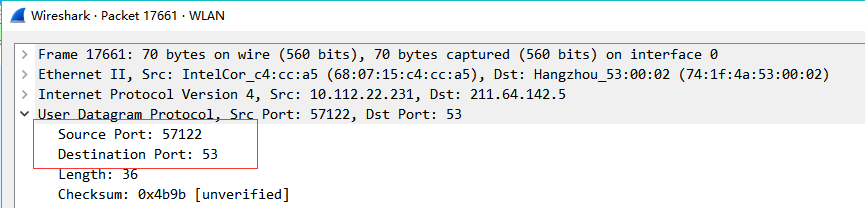 Wireshark · Packet 17661 · WLAN
Frame 17661: 70 bytes on wire (560 bits), 70 bytes captured (560 bits) on interface 0
Ethernet II, Src: IntelCor_c4:cc:a5 (68:07:15:c4:cc:a5), Dst: Hangzhou_53:00:02 (74:1f:4a:53:00:02)
Internet Protocol Version 4, Src: 10.112.22.231, Dst: 211.64.142.5
User Datagram Protocol, Src Port: 57122, Dst Port: 53
Source Port: 57122
Destination Port: 53
Length: 36
Checksum: 0x4b9b [unverified]